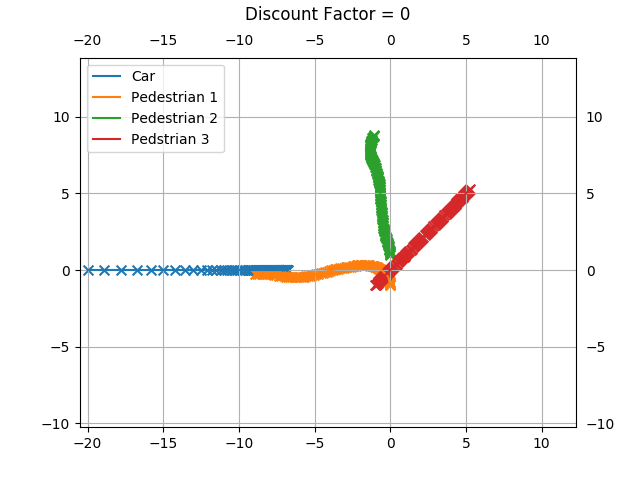 Discount Factor = 0
−20 −15 −10 −5 0 5 10
Car
Pedestrian 1
Pedestrian 2
Pedstrian 3
10 10
5 5
0 0
−5 −5
−10 −10
−20 −15 −10 −5 0 5 10